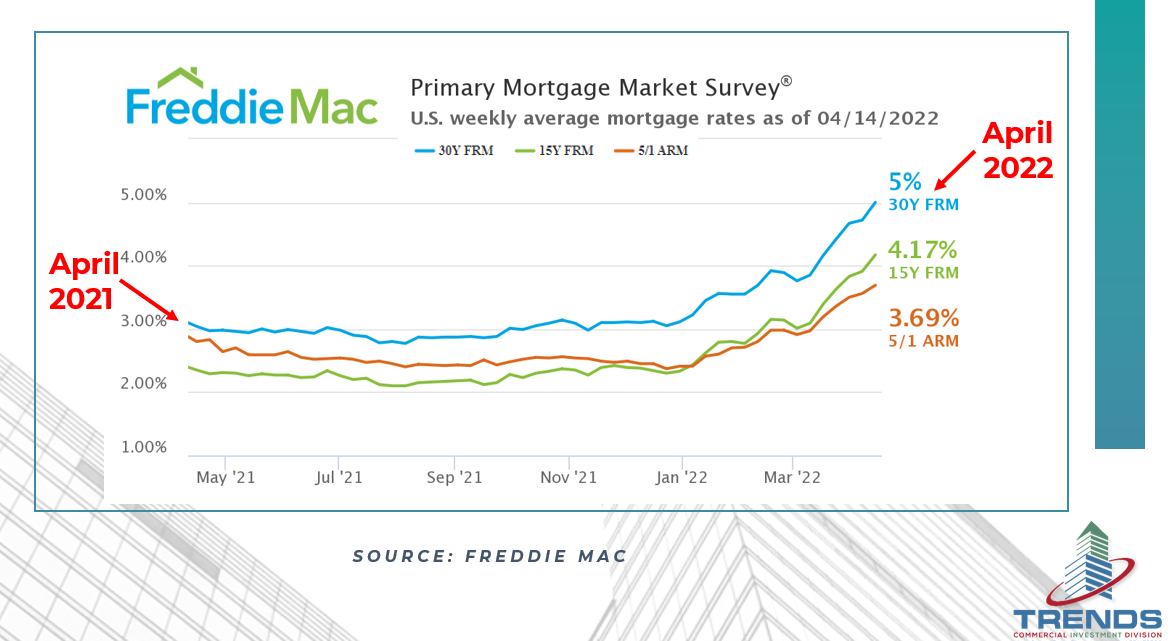 FreddieMac
Primary Mortgage Market Survey®
U.S. weekly average mortgage rates as of 04/14/2022
30Y FRM 15Y FRM 5/1 ARM
April
2022
5%
30Y FRM
4.17%
15Y FRM
3.69%
5/1 ARM
April
2021
5.00%
4.00%
3.00%
2.00%
1.00%
May '21 Jul '21 Sep '21 Nov '21 Jan '22 Mar '22
SOURCE: FREDDIE MAC
TRENDS
COMMERCIAL INVESTMENT DIVISION